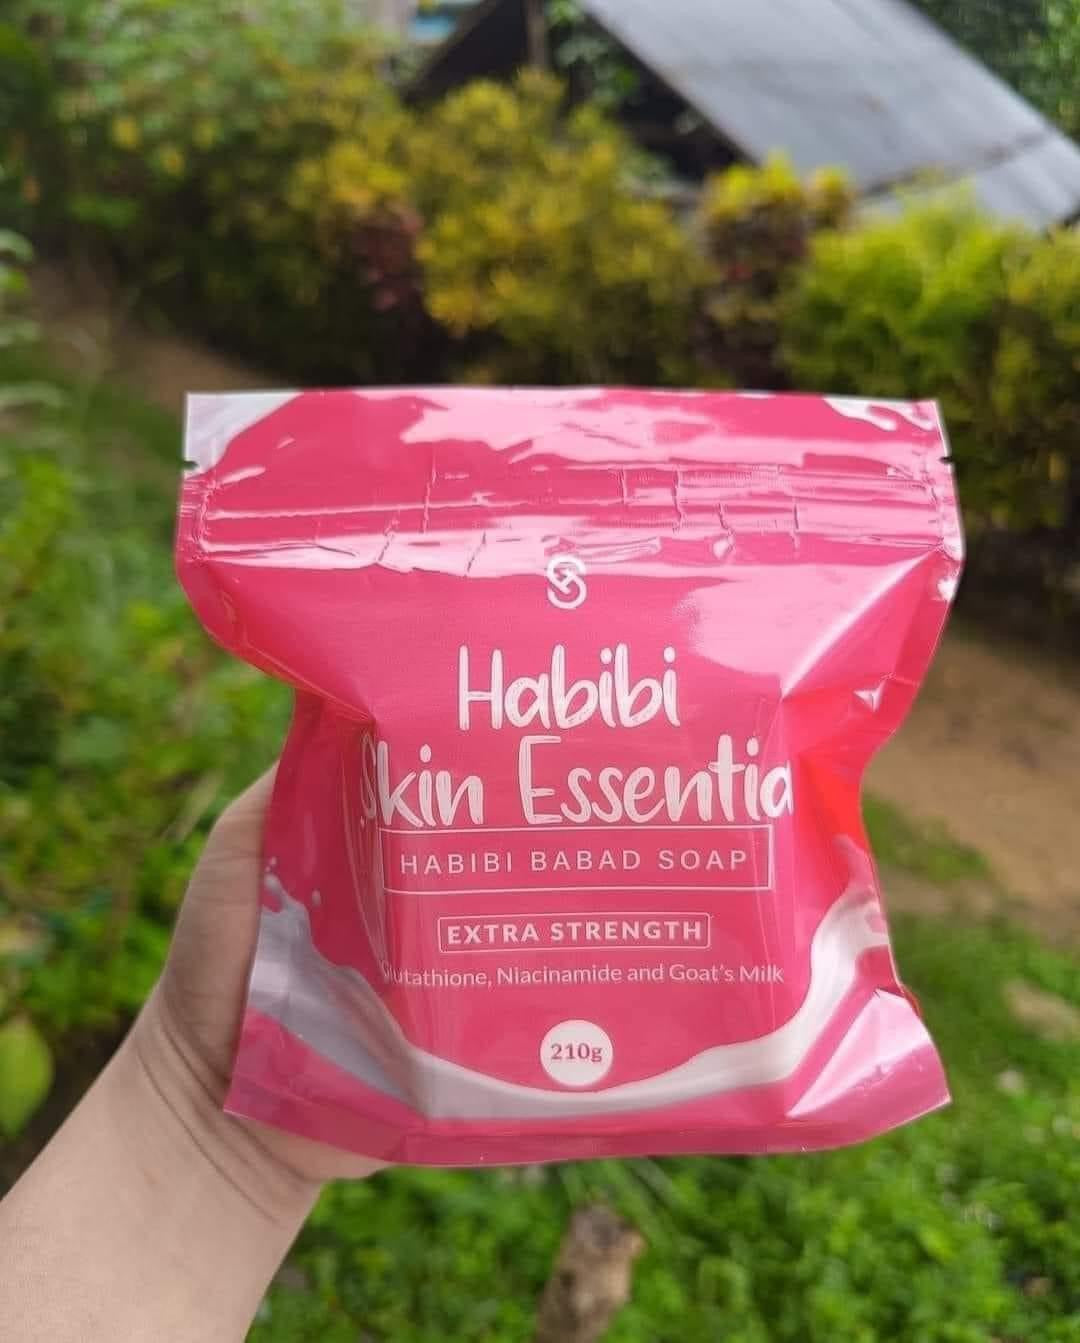 Habibi
Skin Essentia
HABIBI BABAD SOAP
EXTRA STRENGTH
Glutathione, Niacinamide and Goat's Milk
210g